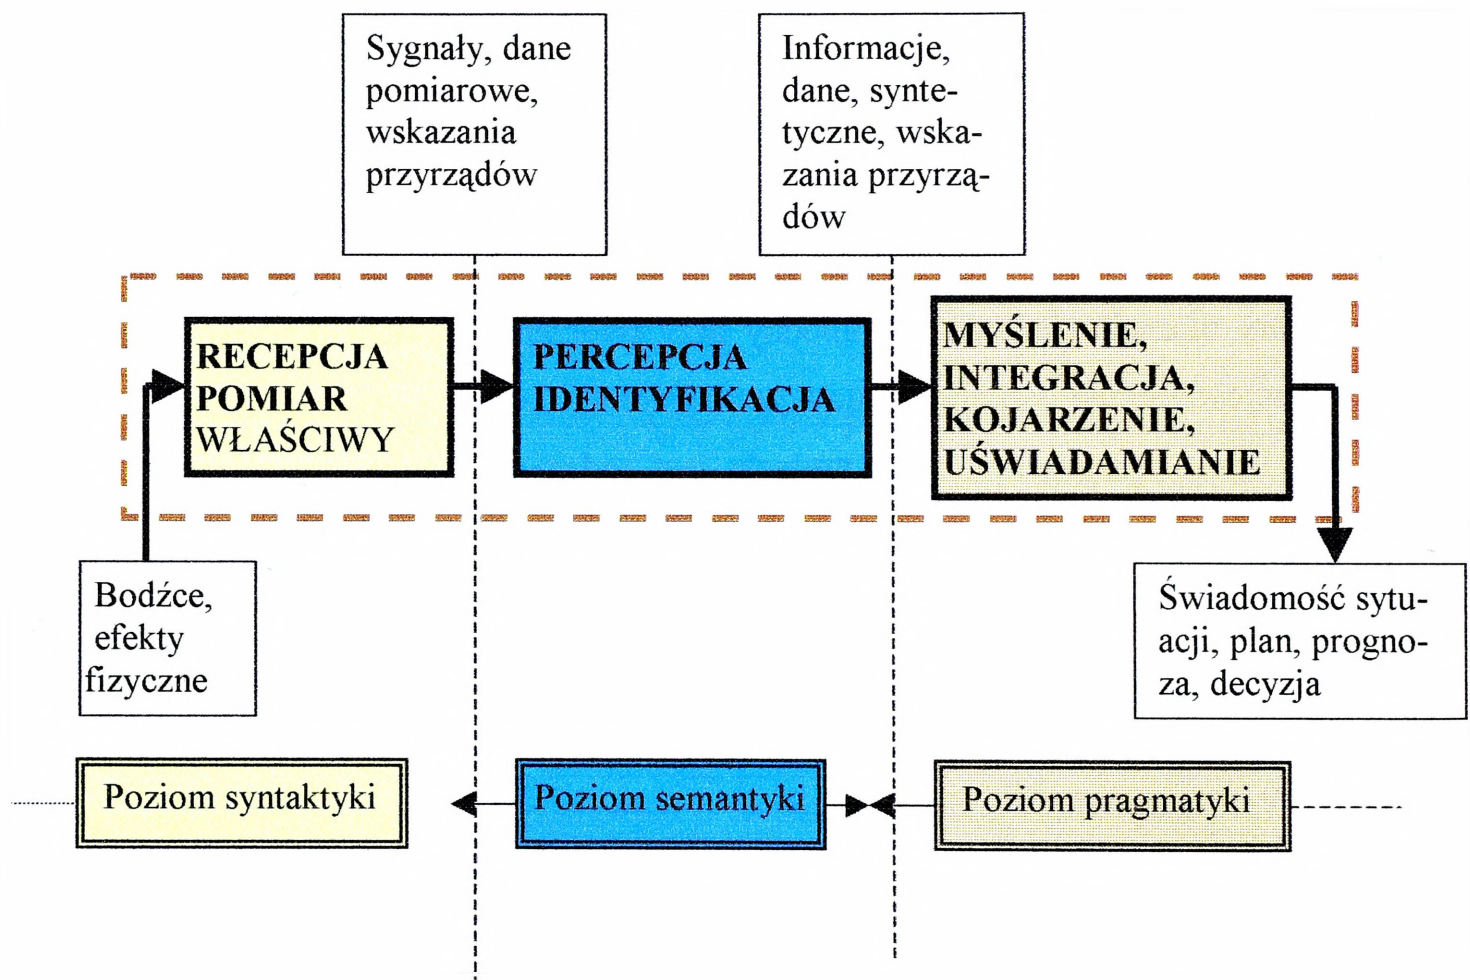 Sygnały, dane
pomiarowe,
wskazania
przyrządów
Informacje,
dane, synte-
tyczne, wska-
zania przyrzą-
dów
RECEPCJA
POMIAR
WŁAŚCIWY
PERCEPCJA
IDENTYFIKACJA
MYŚLENIE,
INTEGRACJA,
KOJARZENIE,
UŚWIADAMIANIE
Bodźce,
efekty
fizyczne
Świadomość sytu-
acji, plan, progno-
za, decyzja
Poziom syntaktyki
Poziom semantyki
Poziom pragmatyki